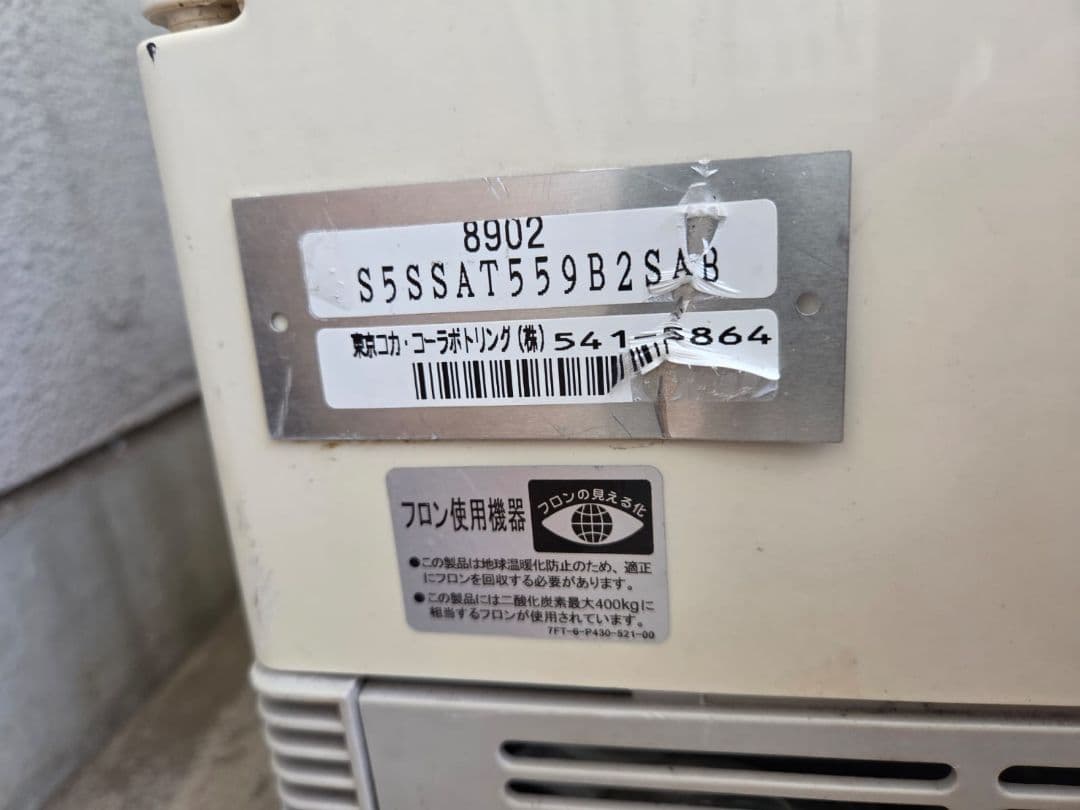 8902
S5SSAT559B2SAB
東京コカ・コーラボトリング(株) 541-5864
フロン使用機器
フロンの見える化
●この製品は地球温暖化防止のため、適正
にフロンを回収する必要があります。
●この製品には二酸化炭素最大400kgに
相当するフロンが使用されています。
7FT-6-P430-521-00